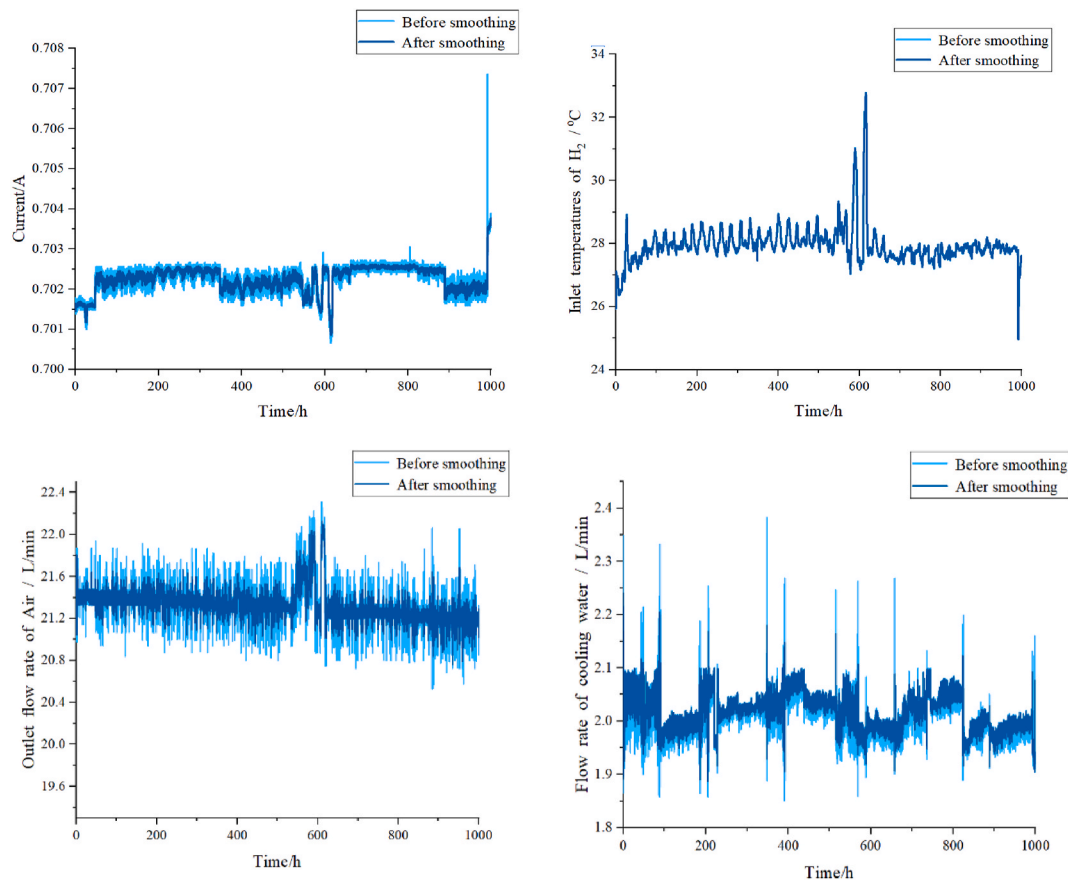 Before smoothing
After smoothing
0.708
0.707
0.706
0.705
0.704
0.703
0.702
0.701
0.700
Current/A
0 200 400 600 800 1000
Time/h
Before smoothing
After smoothing
34
32
30
28
26
24
Inlet temperatures of H₂ / °C
0 200 400 600 800 1000
Time/h
Before smoothing
After smoothing
22.4
22.0
21.6
21.2
20.8
20.4
20.0
19.6
Outlet flow rate of Air / L/min
0 200 400 600 800 1000
Time/h
Before smoothing
After smoothing
2.4
2.3
2.2
2.1
2.0
1.9
1.8
Flow rate of cooling water / L/min
0 200 400 600 800 1000
Time/h